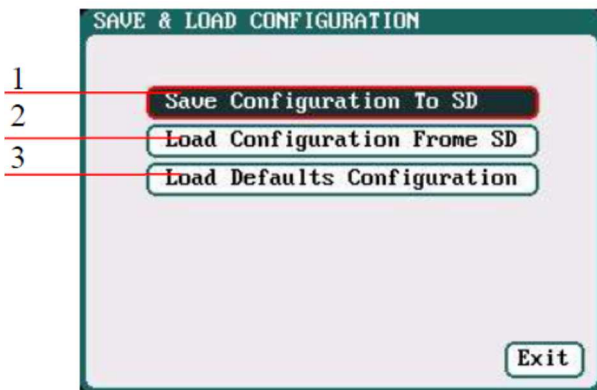 SAVE & LOAD CONFIGURATION
1
Save Configuration To SD
2
Load Configuration Frome SD
3
Load Defaults Configuration
Exit